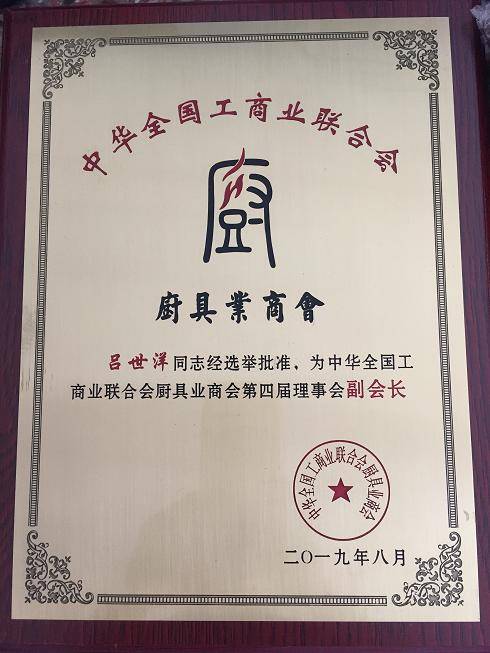 中华全国工商业联合会
厨
厨具業商會
吕世洋同志经选举批准，为中华全国工
商业联合会厨具业商会第四届理事会副会长
中华全国工商业联合会厨具业商会
二〇一九年八月